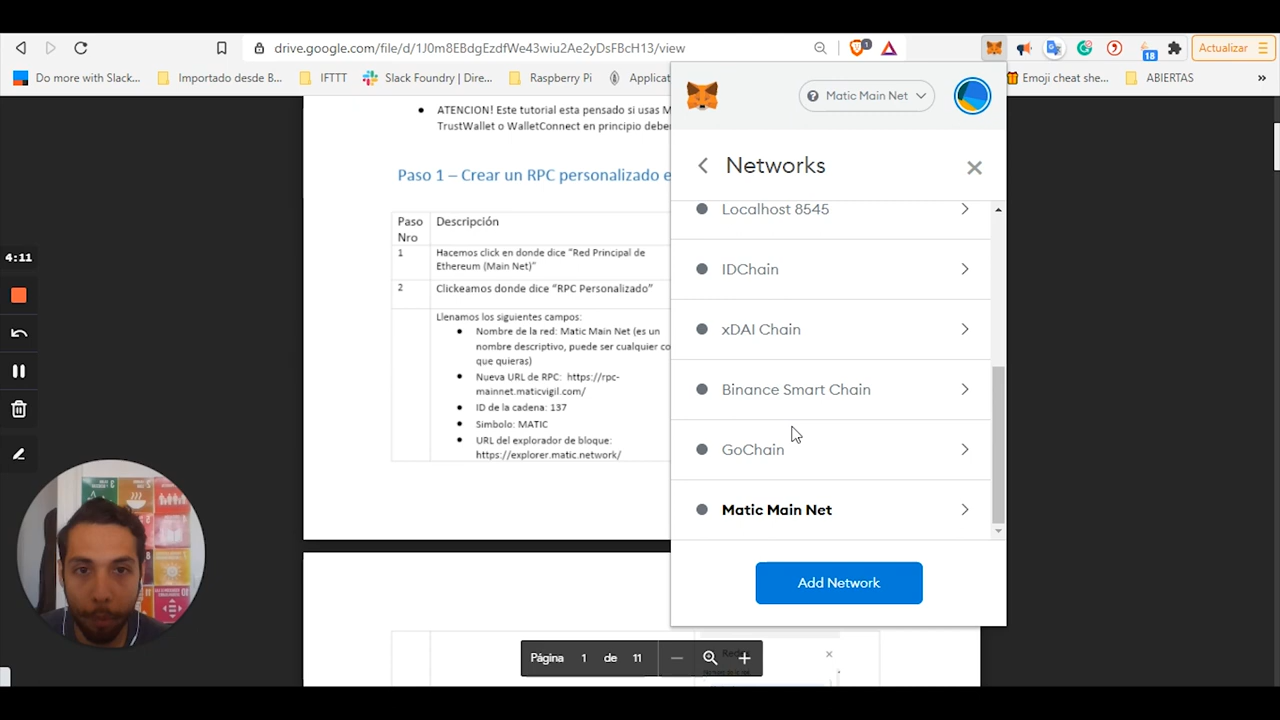 drive.google.com/file/d/1J0m8EBdgEzdfWe43wiu2Ae2yDsFBcH13/view
1
18
Actualizar
Do more with Slack...
Importado desde B...
IFTTT
Slack Foundry | Dire...
Raspberry Pi
Applicat
Emoji cheat she...
ABIERTAS
»
ATENCION! Este tutorial esta pensado si usas M
TrustWallet o WalletConnect en principio deber
Paso 1 – Crear un RPC personalizado e
Paso
Nro
Descripción
1
Hacemos click en donde dice “Red Principal de
Ethereum (Main Net)”
2
Clickeamos donde dice “RPC Personalizado”
Llenamos los siguientes campos:
Nombre de la red: Matic Main Net (es un
nombre descriptivo, puede ser cualquier co
que quieras)
Nueva URL de RPC: https://rpc-
mainnet.maticvigil.com/
ID de la cadena: 137
Simbolo: MATIC
URL del explorador de bloque:
https://explorer.matic.network/
Matic Main Net
Networks
Localhost 8545
IDChain
xDAI Chain
Binance Smart Chain
GoChain
Matic Main Net
Add Network
4:11
Página 1 de 11